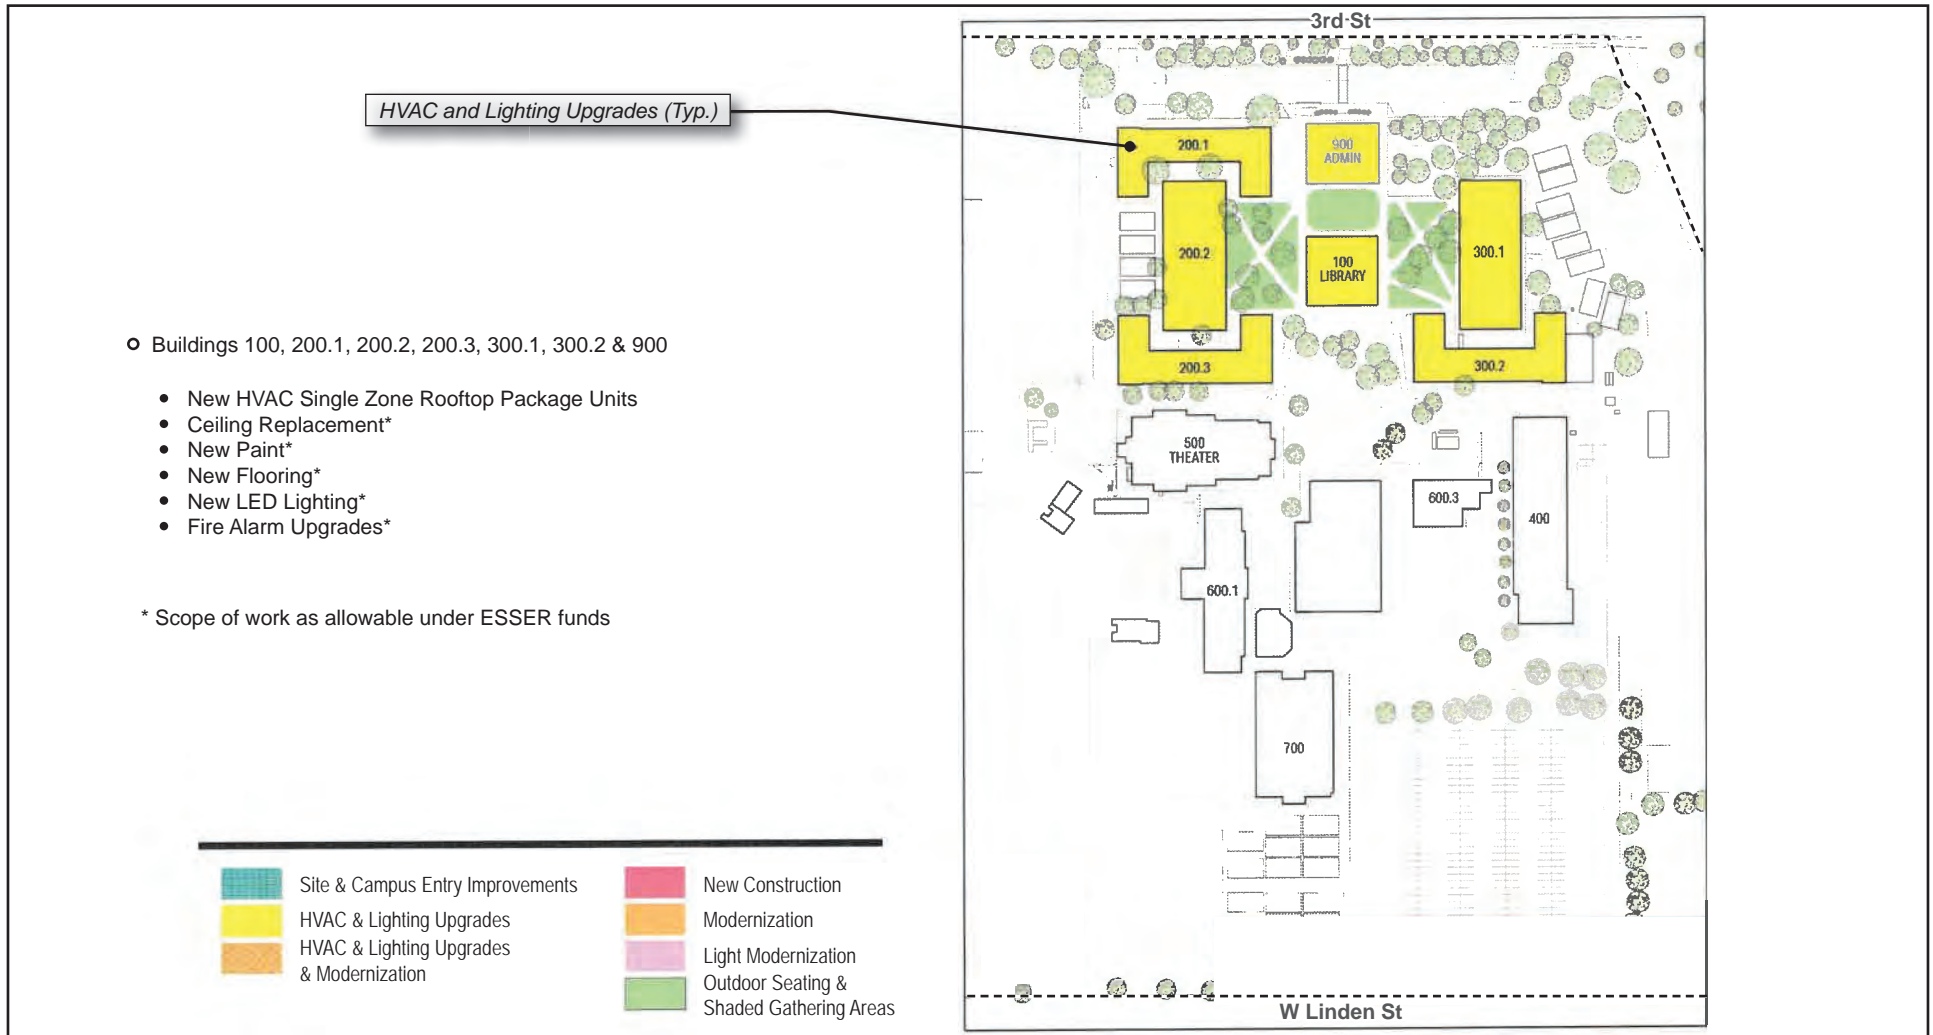 3rd St
HVAC and Lighting Upgrades (Typ.)
200.1
900
ADMIN
200.2
100
LIBRARY
300.1
200.3
300.2
Buildings 100, 200.1, 200.2, 200.3, 300.1, 300.2 & 900
New HVAC Single Zone Rooftop Package Units
Ceiling Replacement*
New Paint*
New Flooring*
New LED Lighting*
Fire Alarm Upgrades*
* Scope of work as allowable under ESSER funds
500
THEATER
600.3
400
600.1
700
Site & Campus Entry Improvements
HVAC & Lighting Upgrades
HVAC & Lighting Upgrades
& Modernization
New Construction
Modernization
Light Modernization
Outdoor Seating &
Shaded Gathering Areas
W Linden St